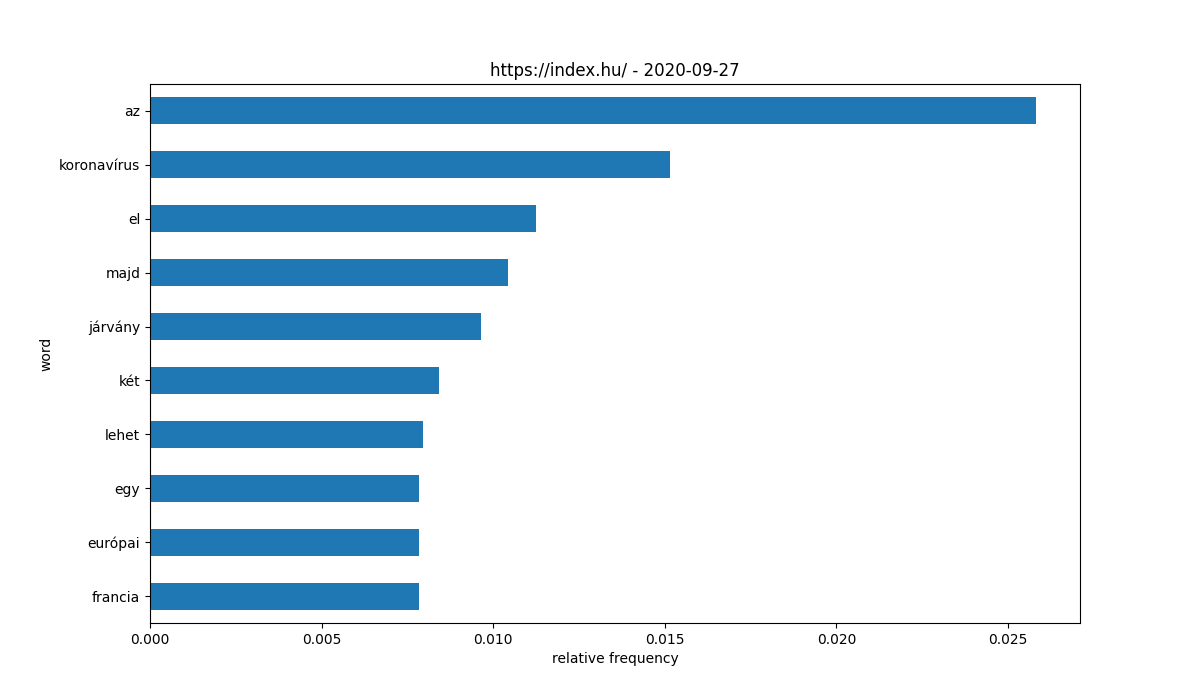 https://index.hu/ - 2020-09-27
az
koronavírus
el
majd
járvány
két
lehet
egy
európai
francia
word
0.000 0.005 0.010 0.015 0.020 0.025
relative frequency